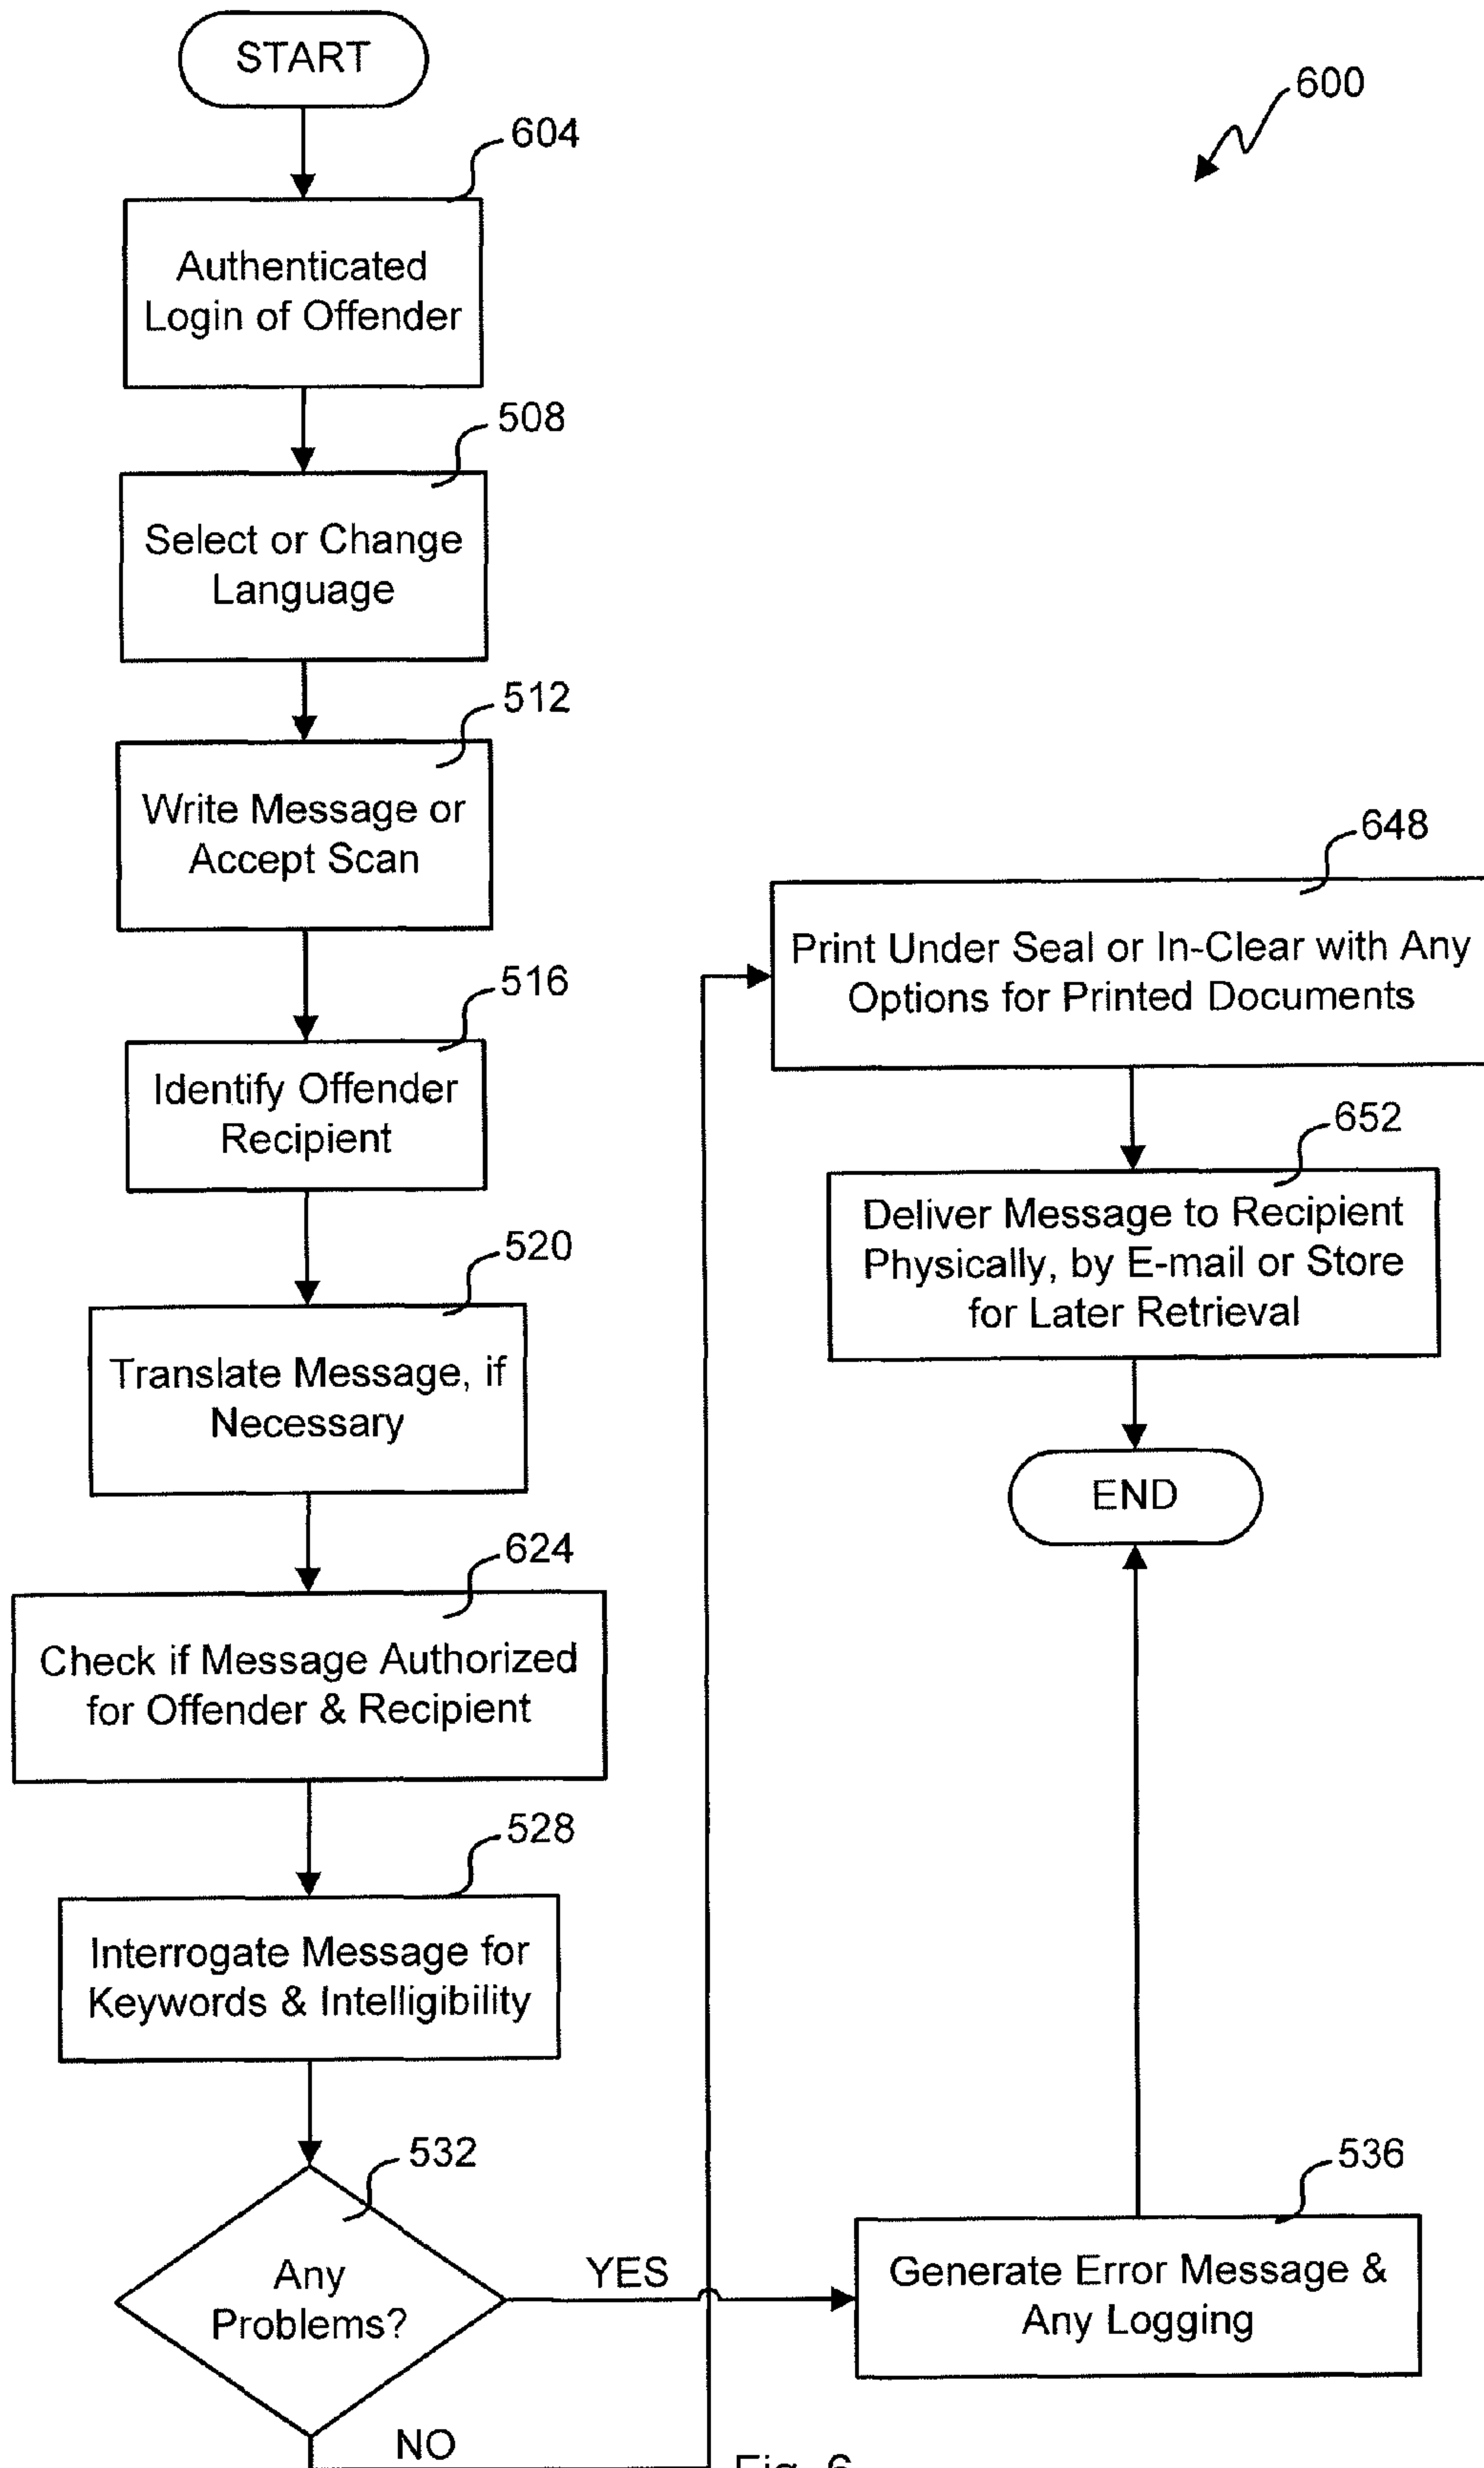 START
600
604
Authenticated
Login of Offender
508
Select or Change
Language
512
Write Message or
Accept Scan
516
Identify Offender
Recipient
520
Translate Message, if
Necessary
624
Check if Message Authorized
for Offender & Recipient
528
Interrogate Message for
Keywords & Intelligibility
532
Any
Problems?
YES
NO
648
Print Under Seal or In-Clear with Any
Options for Printed Documents
652
Deliver Message to Recipient
Physically, by E-mail or Store
for Later Retrieval
END
536
Generate Error Message &
Any Logging
Fig. 6